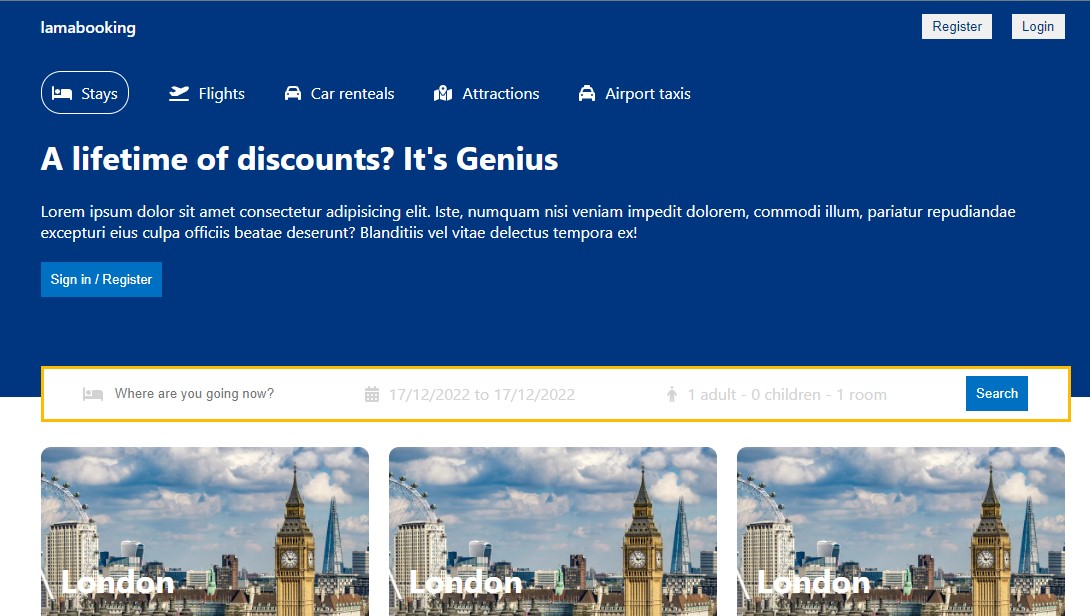 lamabooking
Register
Login
Stays
Flights
Car renteals
Attractions
Airport taxis
A lifetime of discounts? It's Genius
Lorem ipsum dolor sit amet consectetur adipisicing elit. Iste, numquam nisi veniam impedit dolorem, commodi illum, pariatur repudiandae
excepturi eius culpa officiis beatae deserunt? Blanditiis vel vitae delectus tempora ex!
Sign in / Register
Where are you going now?
17/12/2022 to 17/12/2022
1 adult - 0 children - 1 room
Search
London
London
London